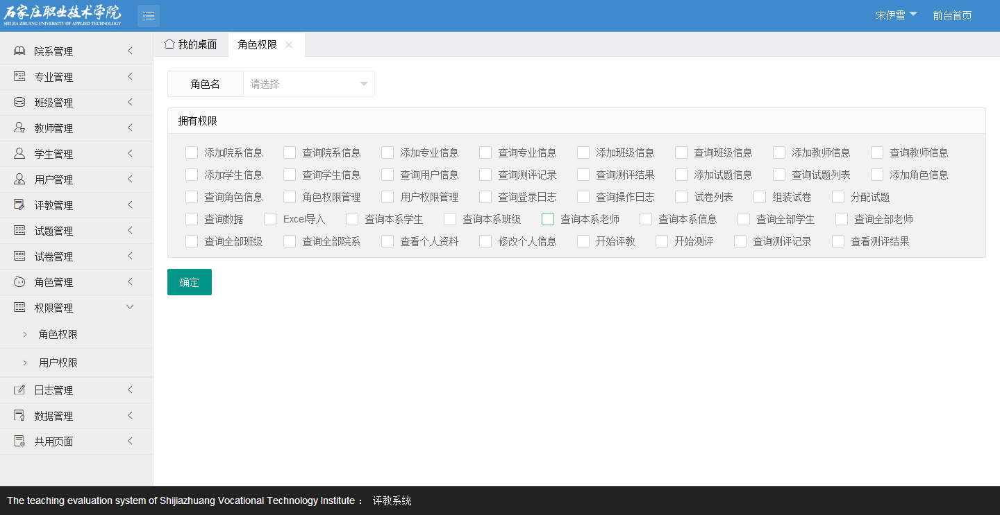 石家庄职业技术学院
SHI JIA ZHUANG UNIVERSITY OF APPLIED TECHNOLOGY
宋伊雪 前台首页
院系管理
专业管理
班级管理
教师管理
学生管理
用户管理
评教管理
试题管理
试卷管理
角色管理
权限管理
角色权限
用户权限
日志管理
数据管理
共用页面
我的桌面 角色权限
角色名 请选择
拥有权限
添加院系信息 查询院系信息 添加专业信息 查询专业信息 添加班级信息 查询班级信息 添加教师信息 查询教师信息
添加学生信息 查询学生信息 查询用户信息 查询测评记录 查询测评结果 添加试题信息 查询试题列表 添加角色信息
查询角色信息 角色权限管理 用户权限管理 查询登录日志 查询操作日志 试卷列表 组装试卷 分配试题
查询数据 Excel导入 查询本系学生 查询本系班级 查询本系老师 查询本系信息 查询全部学生 查询全部老师
查询全部班级 查询全部院系 查看个人资料 修改个人信息 开始评教 开始测评 查询测评记录 查看测评结果
确定
The teaching evaluation system of Shijiazhuang Vocational Technology Institute： 评教系统